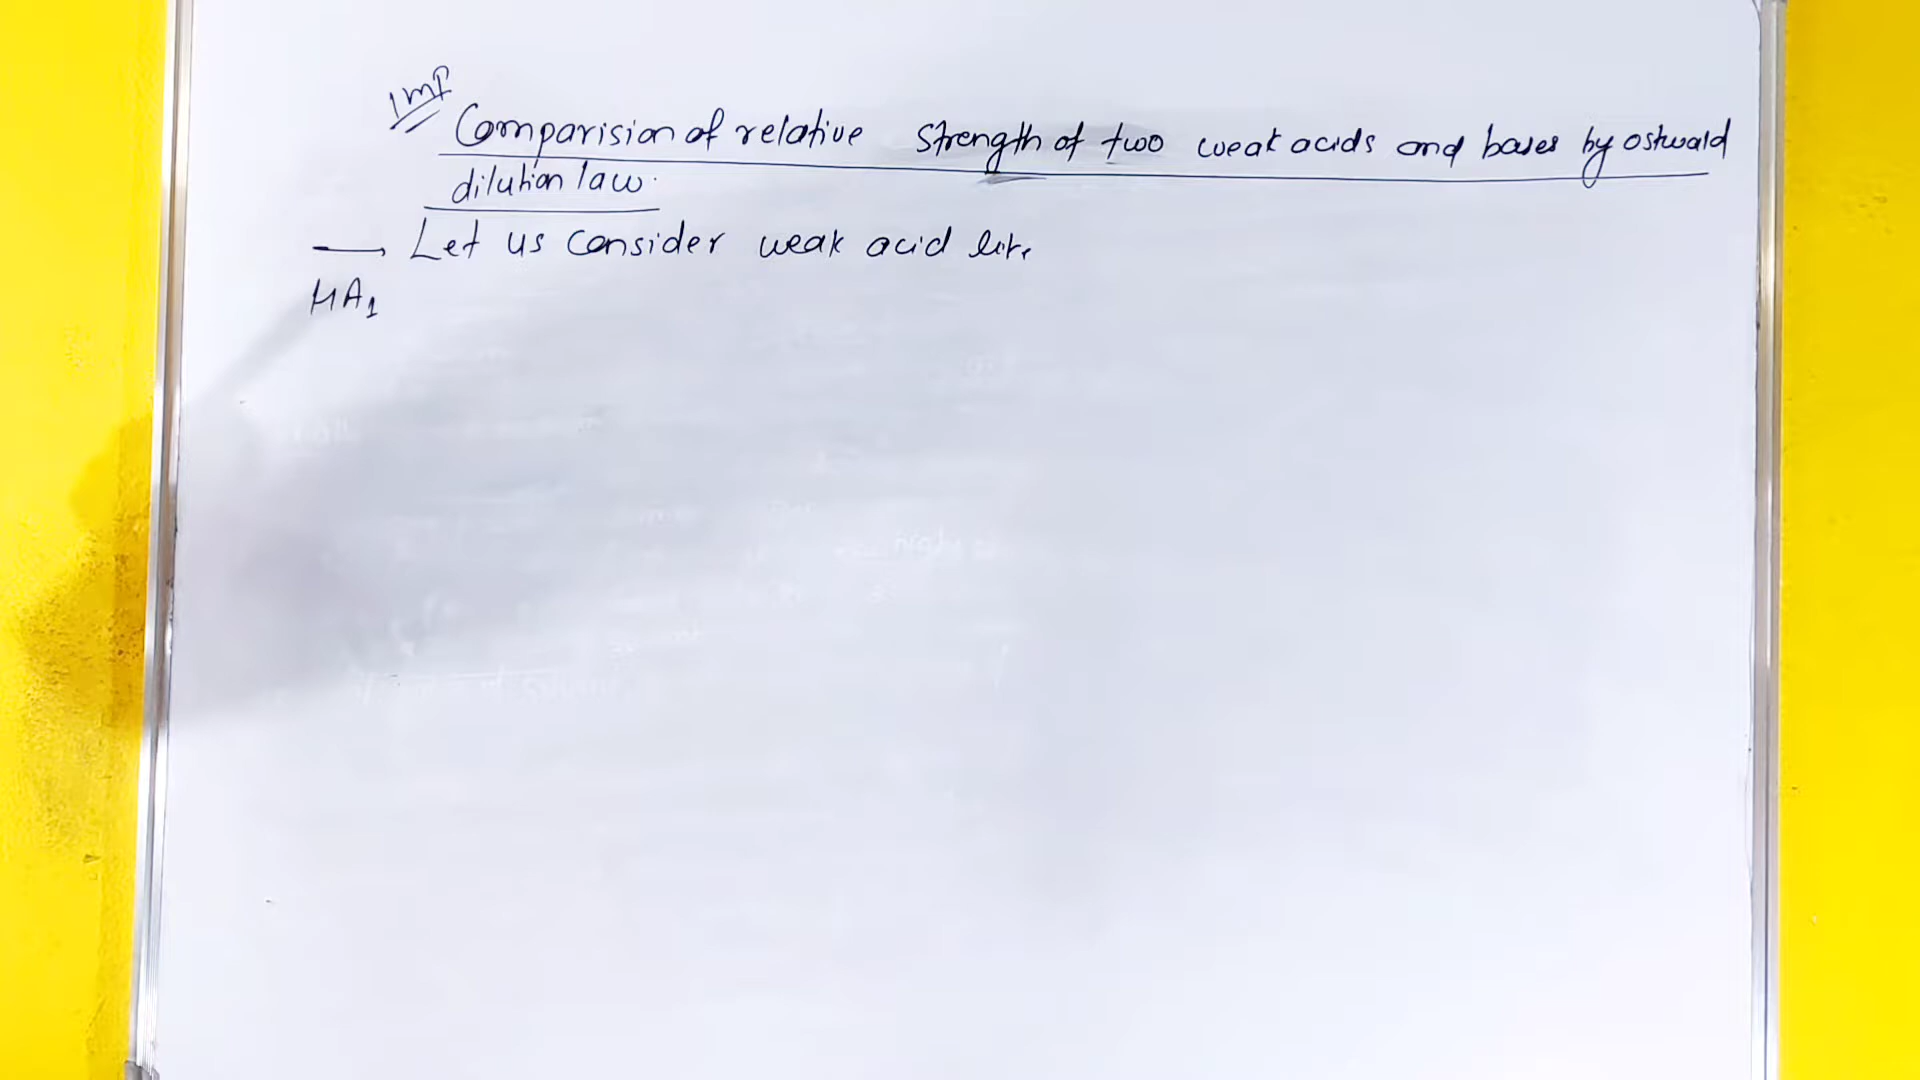 Imp
Comparision of relative strength of two weak acids and bases by ostwald
dilution law.
→ Let us consider weak acid like
HA₁